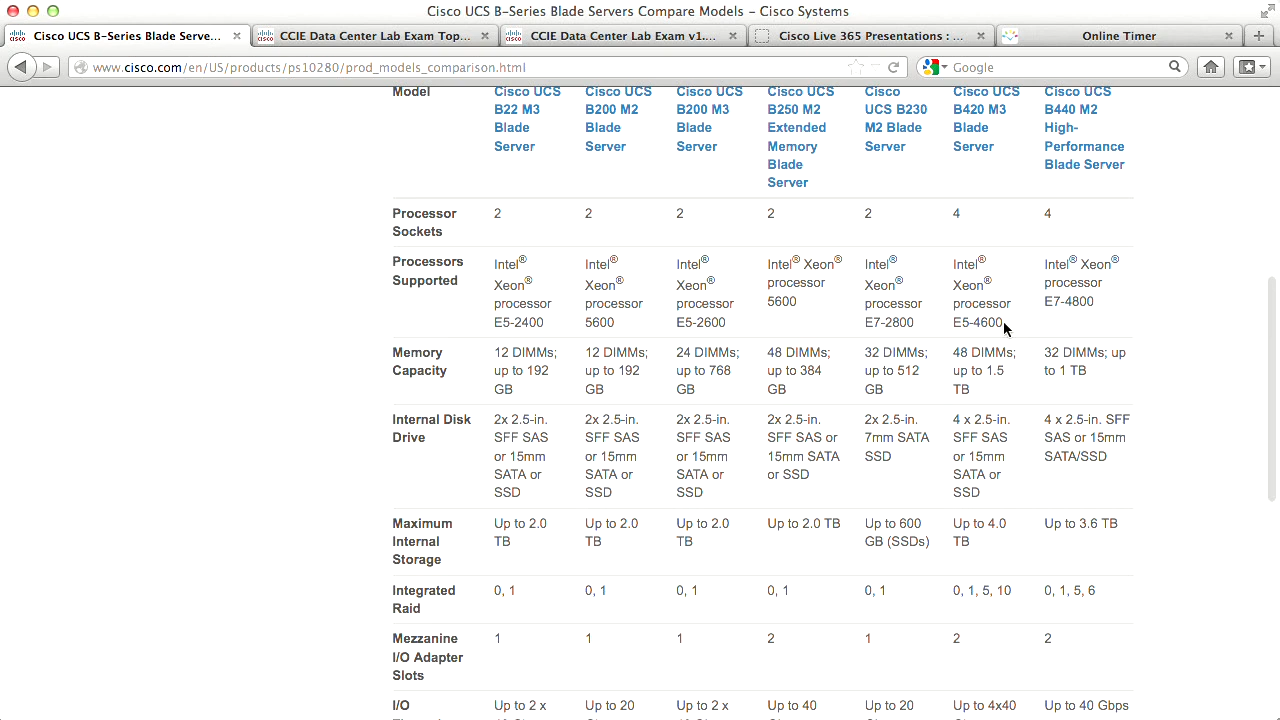 Cisco UCS B-Series Blade Servers Compare Models – Cisco Systems
Cisco UCS B-Series Blade Serve... CCIE Data Center Lab Exam Top... CCIE Data Center Lab Exam v1.... Cisco Live 365 Presentations : ... Online Timer
www.cisco.com/en/US/products/ps10280/prod_models_comparison.html Google
Model Cisco UCS Cisco UCS Cisco UCS Cisco UCS Cisco Cisco UCS Cisco UCS
B22 M3 B200 M2 B200 M3 B250 M2 UCS B230 B420 M3 B440 M2
Blade Blade Blade Extended M2 Blade Blade High-
Server Server Server Memory Server Server Performance
Blade Blade Server
Server
Processor 2 2 2 2 2 4 4
Sockets
Processors Intel® Intel® Intel® Intel® Xeon® Intel® Intel® Intel® Xeon®
Supported Xeon® Xeon® Xeon® processor Xeon® Xeon® processor
processor processor processor 5600 processor processor E7-4800
E5-2400 5600 E5-2600 E7-2800 E5-4600
Memory 12 DIMMs; 12 DIMMs; 24 DIMMs; 48 DIMMs; 32 DIMMs; 48 DIMMs; 32 DIMMs; up
Capacity up to 192 up to 192 up to 768 up to 384 up to 512 up to 1.5 to 1 TB
GB GB GB GB GB TB
Internal Disk 2x 2.5-in. 2x 2.5-in. 2x 2.5-in. 2x 2.5-in. 2x 2.5-in. 4 x 2.5-in. 4 x 2.5-in. SFF
Drive SFF SAS SFF SAS SFF SAS SFF SAS or 7mm SATA SFF SAS SAS or 15mm
or 15mm or 15mm or 15mm 15mm SATA SSD or 15mm SATA/SSD
SATA or SATA or SATA or or SSD SATA or
SSD SSD SSD SSD
Maximum Up to 2.0 Up to 2.0 Up to 2.0 Up to 2.0 TB Up to 600 Up to 4.0 Up to 3.6 TB
Internal TB TB TB GB (SSDs) TB
Storage
Integrated 0, 1 0, 1 0, 1 0, 1 0, 1 0, 1, 5, 10 0, 1, 5, 6
Raid
Mezzanine 1 1 1 2 1 2 2
I/O Adapter
Slots
I/O Up to 2 x Up to 20 Up to 2 x Up to 40 Up to 20 Up to 4x40 Up to 40 Gbps